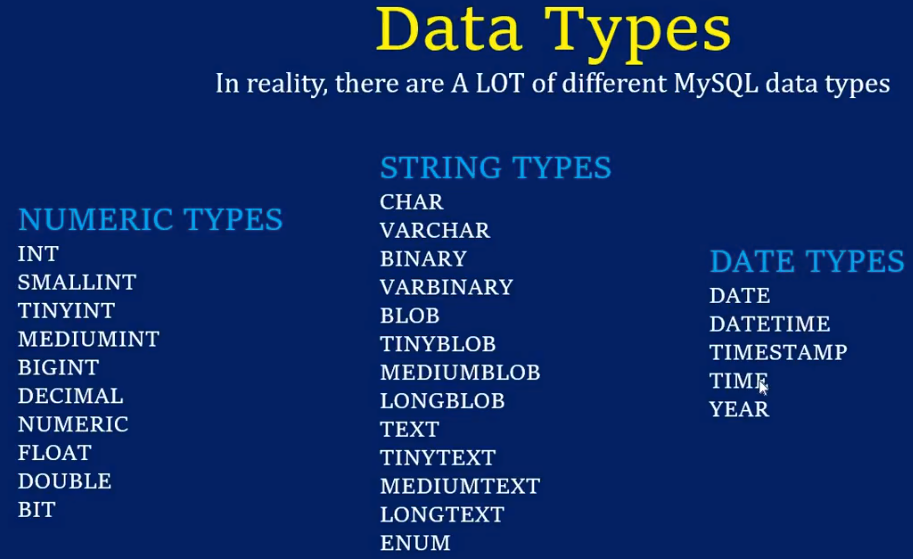 Data Types
In reality, there are A LOT of different MySQL data types
NUMERIC TYPES
INT
SMALLINT
TINYINT
MEDIUMINT
BIGINT
DECIMAL
NUMERIC
FLOAT
DOUBLE
BIT
STRING TYPES
CHAR
VARCHAR
BINARY
VARBINARY
BLOB
TINYBLOB
MEDIUMBLOB
LONGBLOB
TEXT
TINYTEXT
MEDIUMTEXT
LONGTEXT
ENUM
DATE TYPES
DATE
DATETIME
TIMESTAMP
TIME
YEAR